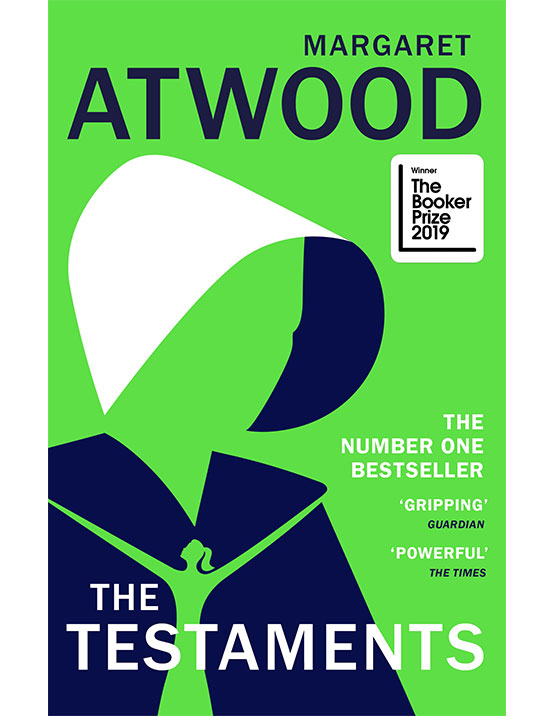 MARGARET
ATWOOD
Winner
The
Booker
Prize
2019
THE
NUMBER ONE
BESTSELLER
‘GRIPPING’
GUARDIAN
‘POWERFUL’
THE TIMES
THE
TESTAMENTS